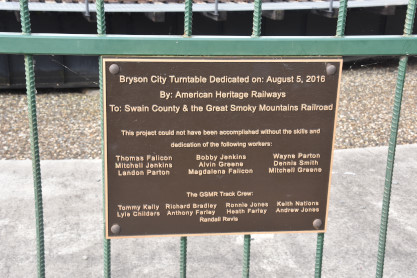 Bryson City Turntable Dedicated on: August 5, 2016
By: American Heritage Railways
To: Swain County & the Great Smoky Mountains Railroad
This project could not have been accomplished without the skills and
dedication of the following workers:
Thomas Falicon Bobby Jenkins Wayne Parton
Mitchell Jenkins Alvin Greene Dennis Smith
Landon Parton Magdalena Falicon Mitchell Greene
The GSMR Track Crew:
Tommy Kelly Richard Bradley Ronnie Jones Keith Nations
Lyle Childers Anthony Farley Heath Farley Andrew Jones
Randall Revis